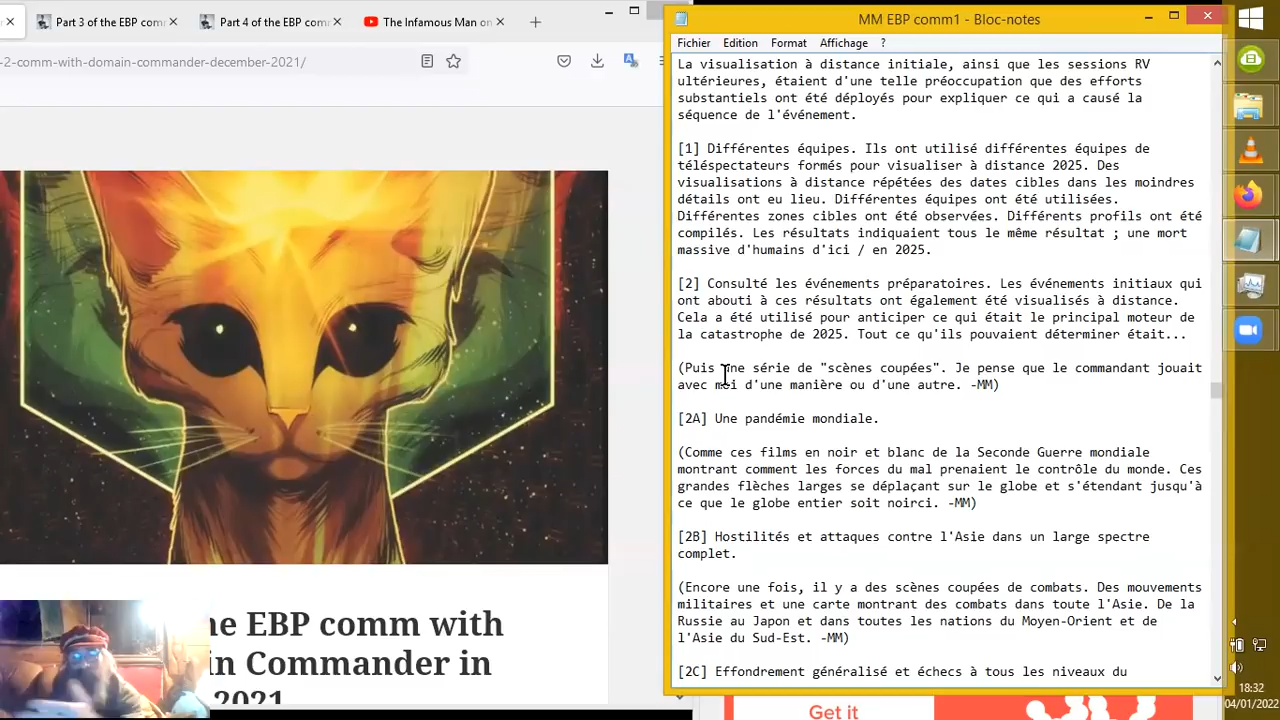 Part 3 of the EBP comm
Part 4 of the EBP com
The Infamous Man on
-2-comm-with-domain-commander-december-2021/
he EBP comm with
in Commander in
2021
MM EBP comm1 - Bloc-notes
Fichier Edition Format Affichage ?
La visualisation à distance initiale, ainsi que les sessions RV
ultérieures, étaient d'une telle préoccupation que des efforts
substantiels ont été déployés pour expliquer ce qui a causé la
séquence de l'événement.
[1] Différentes équipes. Ils ont utilisé différentes équipes de
téléspectateurs formés pour visualiser à distance 2025. Des
visualisations à distance répétées des dates cibles dans les moindres
détails ont eu lieu. Différentes équipes ont été utilisées.
Différentes zones cibles ont été observées. Différents profils ont été
compilés. Les résultats indiquaient tous le même résultat ; une mort
massive d'humains d'ici / en 2025.
[2] Consulté les événements préparatoires. Les événements initiaux qui
ont abouti à ces résultats ont également été visualisés à distance.
Cela a été utilisé pour anticiper ce qui était le principal moteur de
la catastrophe de 2025. Tout ce qu'ils pouvaient déterminer était...
(Puis une série de "scènes coupées". Je pense que le commandant jouait
avec moi d'une manière ou d'une autre. -MM)
[2A] Une pandémie mondiale.
(Comme ces films en noir et blanc de la Seconde Guerre mondiale
montrant comment les forces du mal prenaient le contrôle du monde. Ces
grandes flèches larges se déplaçant sur le globe et s'étendant jusqu'à
ce que le globe entier soit noirci. -MM)
[2B] Hostilités et attaques contre l'Asie dans un large spectre
complet.
(Encore une fois, il y a des scènes coupées de combats. Des mouvements
militaires et une carte montrant des combats dans toute l'Asie. De la
Russie au Japon et dans toutes les nations du Moyen-Orient et de
l'Asie du Sud-Est. -MM)
[2C] Effondrement généralisé et échecs à tous les niveaux du
Get it
18:32
04/01/2022